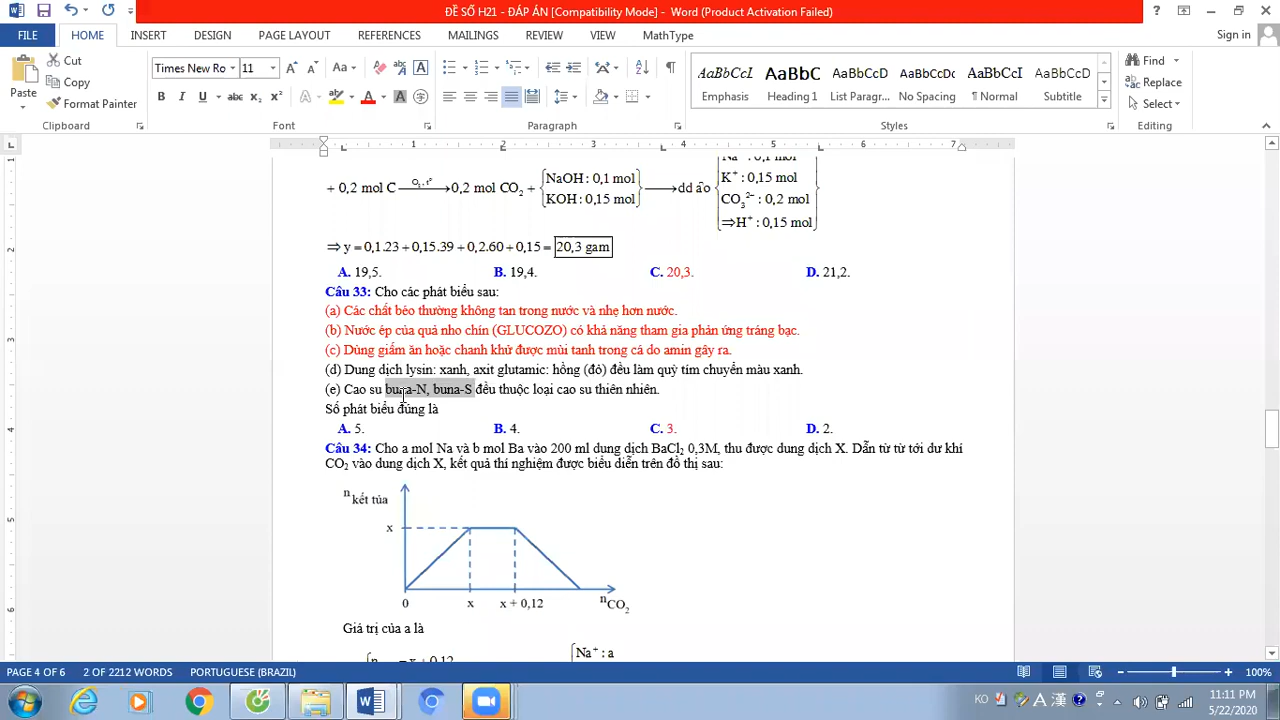 ĐỀ SỐ H21 - ĐÁP ÁN [Compatibility Mode] - Word (Product Activation Failed)
FILE HOME INSERT DESIGN PAGE LAYOUT REFERENCES MAILINGS REVIEW VIEW MathType Sign in
Paste Cut Copy Format Painter
Times New Ro 11
AaBbCcI AaBbC AaBbCcD AaBbCcDc AaBbCcI AaBbCcD
Emphasis Heading 1 List Paragr... No Spacing ¶ Normal Subtitle
Find Replace Select
Clipboard Font Paragraph Styles Editing
+ 0,2 mol C O₂, t° → 0,2 mol CO₂ + { NaOH : 0,1 mol KOH : 0,15 mol → dd
K⁺ : 0,15 mol
CO₃²⁻ : 0,2 mol
⇒ H⁺ : 0,15 mol
⇒ y = 0,1.23 + 0,15.39 + 0,2.60 + 0,15 = 20,3 gam
A. 19,5. B. 19,4. C. 20,3. D. 21,2.
Câu 33: Cho các phát biểu sau:
(a) Các chất béo thường không tan trong nước và nhẹ hơn nước.
(b) Nước ép của quả nho chín (GLUCOZO) có khả năng tham gia phản ứng tráng bạc.
(c) Dùng giấm ăn hoặc chanh khử được mùi tanh trong cá do amin gây ra.
(d) Dung dịch lysin: xanh, axit glutamic: hồng (đỏ) đều làm quỳ tím chuyển màu xanh.
(e) Cao su buna-N, buna-S đều thuộc loại cao su thiên nhiên.
Số phát biểu đúng là
A. 5. B. 4. C. 3. D. 2.
Câu 34: Cho a mol Na và b mol Ba vào 200 ml dung dịch BaCl₂ 0,3M, thu được dung dịch X. Dẫn từ từ tới dư khí
CO₂ vào dung dịch X, kết quả thí nghiệm được biểu diễn trên đồ thị sau:
n kết tủa
x
0 x x + 0,12 nCO₂
Giá trị của a là
Na⁺ : a
PAGE 4 OF 6 2 OF 2212 WORDS PORTUGUESE (BRAZIL) 100%
KO A 漢 11:11 PM
5/22/2020